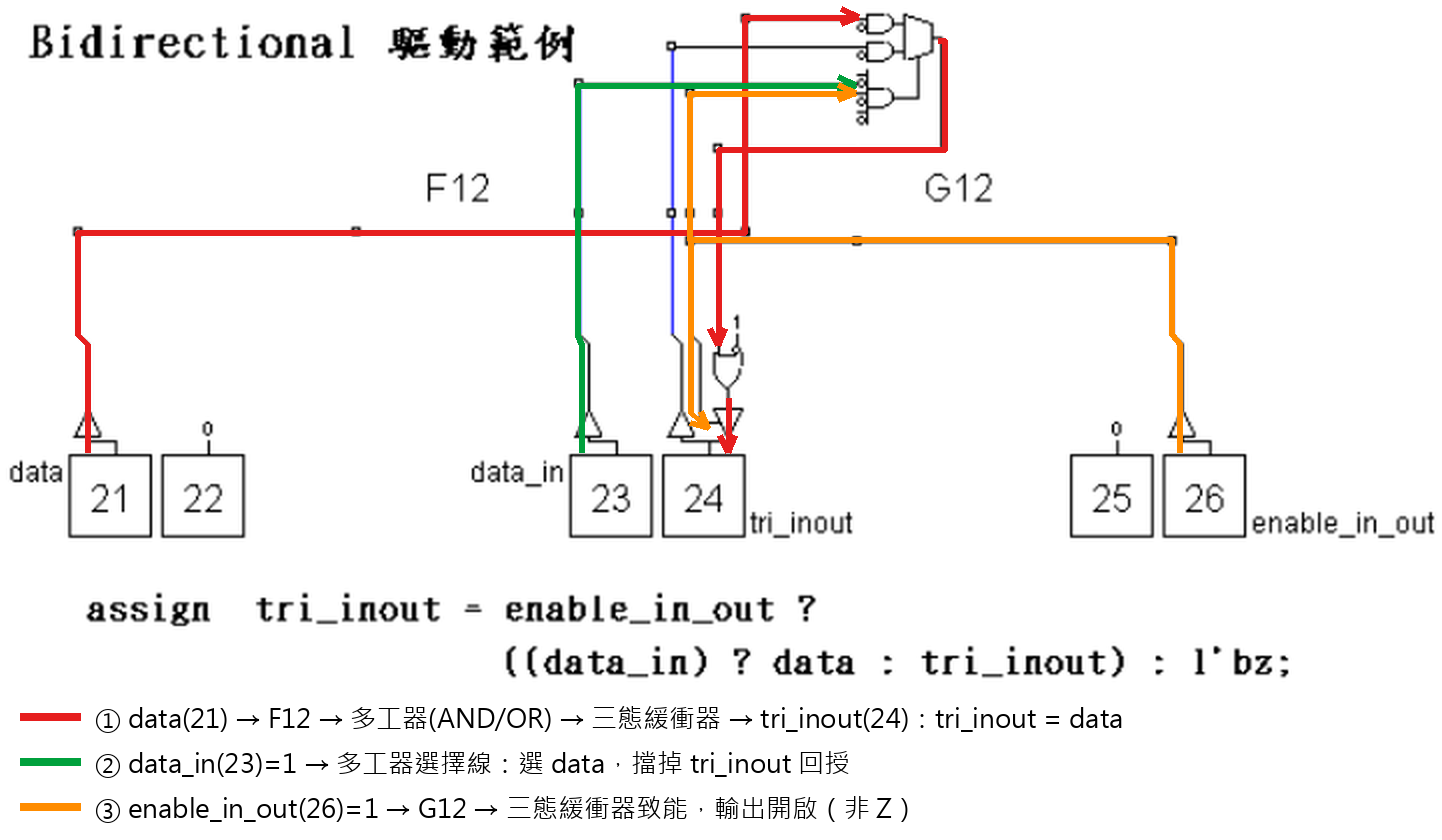 Bidirectional 驅動範例
F12
G12
1
0
0
data
21
22
data_in
23
24
tri_inout
25
26
enable_in_out
assign tri_inout = enable_in_out ?
((data_in) ? data : tri_inout) : 1'bz;
① data(21) → F12 → 多工器(AND/OR) → 三態緩衝器 → tri_inout(24)：tri_inout = data
② data_in(23)=1 → 多工器選擇線：選 data，擋掉 tri_inout 回授
③ enable_in_out(26)=1 → G12 → 三態緩衝器致能，輸出開啟（非 Z）